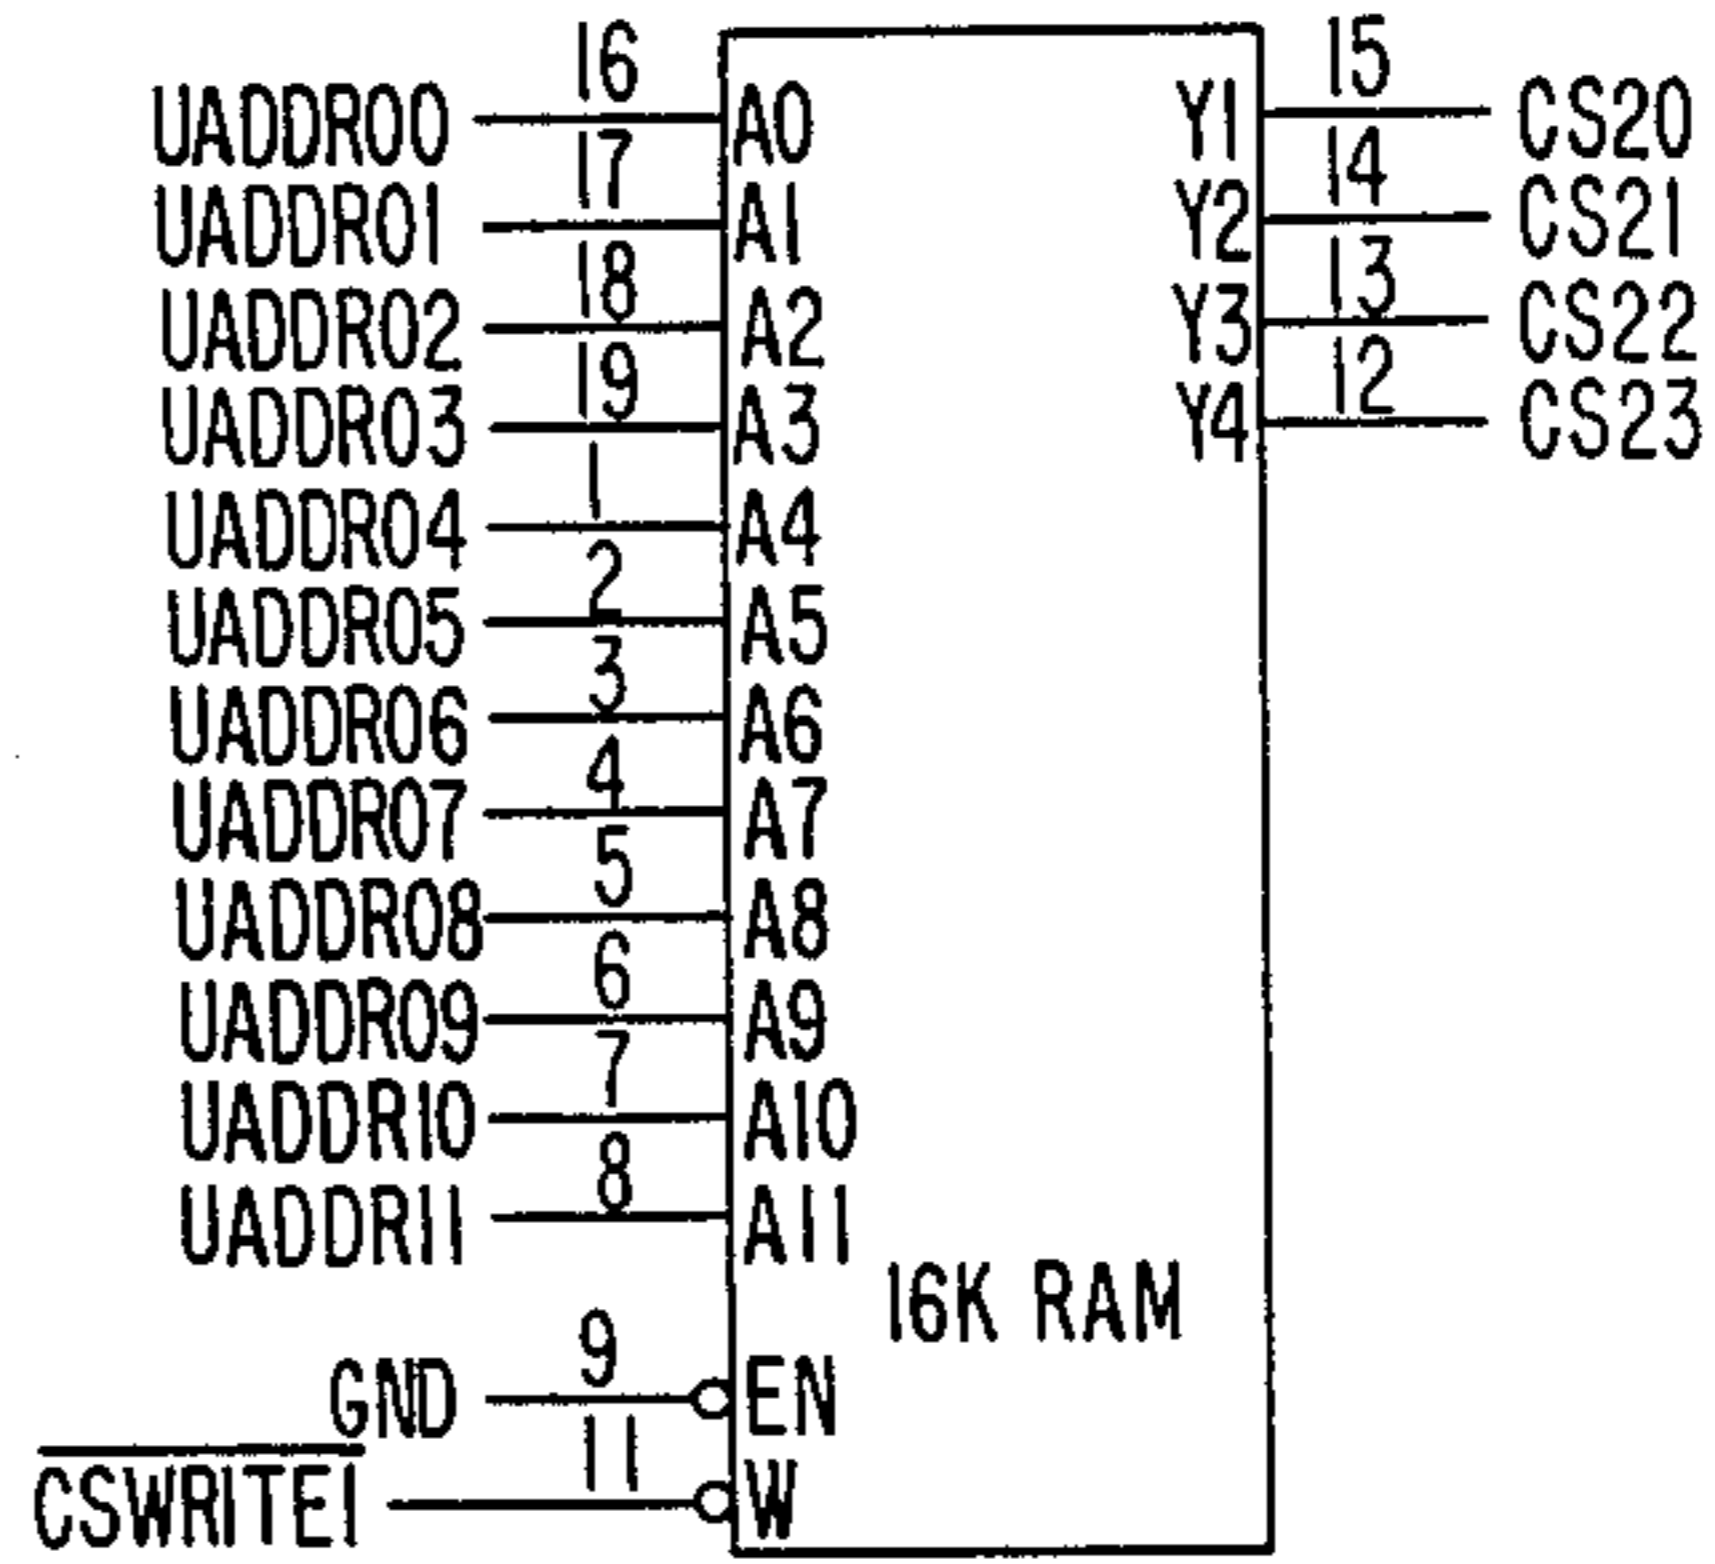 16 15
UADDR00 A0 Y1 CS20
17 14
UADDR01 A1 Y2 CS21
18 13
UADDR02 A2 Y3 CS22
19 12
UADDR03 A3 Y4 CS23
1
UADDR04 A4
2
UADDR05 A5
3
UADDR06 A6
4
UADDR07 A7
5
UADDR08 A8
6
UADDR09 A9
7
UADDR10 A10
8
UADDR11 A11
16K RAM
9
GND EN
11
CSWRITE1 W